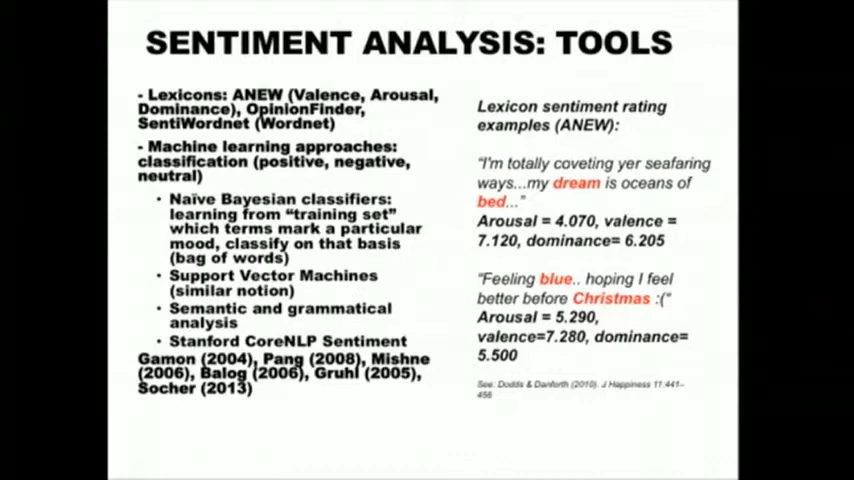 SENTIMENT ANALYSIS: TOOLS
- Lexicons: ANEW (Valence, Arousal,
Dominance), OpinionFinder,
SentiWordnet (Wordnet)
- Machine learning approaches:
classification (positive, negative,
neutral)
• Naïve Bayesian classifiers:
learning from “training set”
which terms mark a particular
mood, classify on that basis
(bag of words)
• Support Vector Machines
(similar notion)
• Semantic and grammatical
analysis
• Stanford CoreNLP Sentiment
Gamon (2004), Pang (2008), Mishne
(2006), Balog (2006), Gruhl (2005),
Socher (2013)
Lexicon sentiment rating
examples (ANEW):
“I'm totally coveting yer seafaring
ways...my dream is oceans of
bed...”
Arousal = 4.070, valence =
7.120, dominance= 6.205
“Feeling blue.. hoping I feel
better before Christmas :(“
Arousal = 5.290,
valence=7.280, dominance=
5.500
See: Dodds & Danforth (2010). J Happiness 11:441–
456